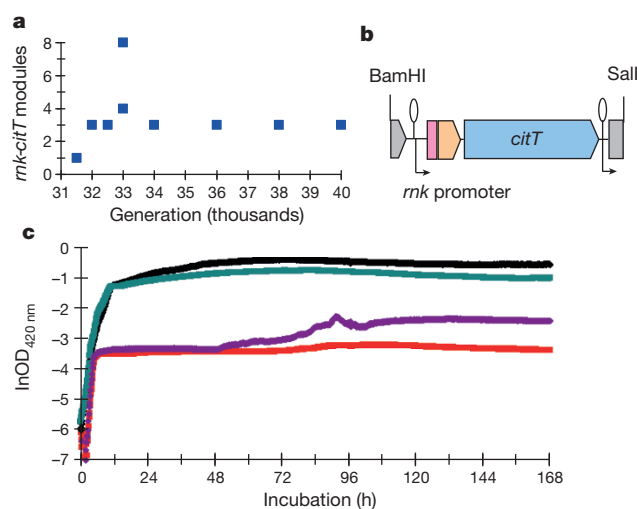 a
rnk-citT modules
8
6
4
2
0
31 32 33 34 35 36 37 38 39 40
Generation (thousands)
b
BamHI
SalI
citT
rnk promoter
c
lnOD420 nm
0
–1
–2
–3
–4
–5
–6
–7
0 24 48 72 96 120 144 168
Incubation (h)